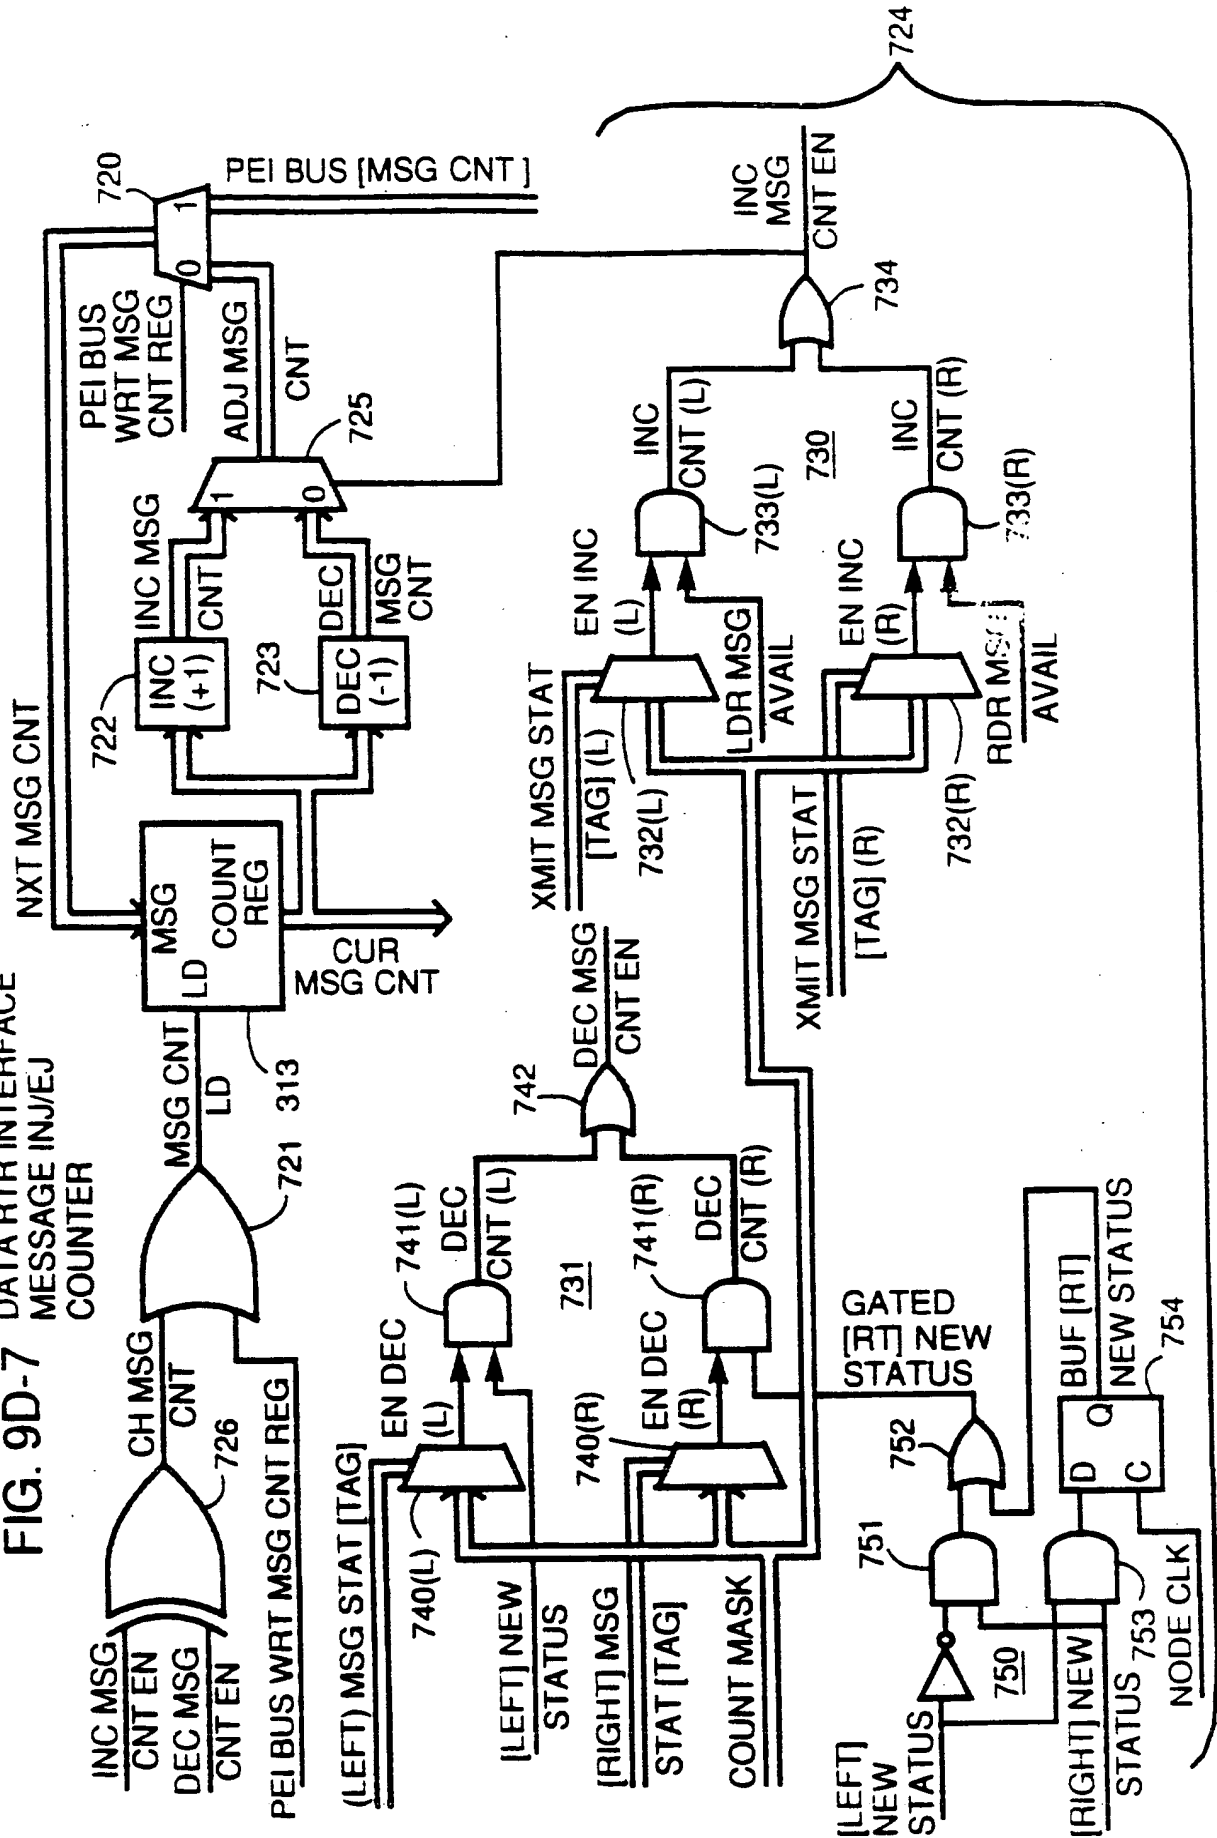 FIG. 9D-7
DATA RTR INTERFACE
MESSAGE INJ/EJ
COUNTER
INC MSG
CNT EN
DEC MSG
CNT EN
726
CH MSG
CNT
PEI BUS WRT MSG CNT REG
721
MSG CNT
LD
313
NXT MSG CNT
MSG
LD
COUNT
REG
CUR
MSG CNT
722
INC
(+1)
INC MSG
CNT
723
DEC
(-1)
DEC
MSG
CNT
1
0
725
ADJ MSG
CNT
PEI BUS
WRT MSG
CNT REG
0
1
720
PEI BUS [MSG CNT ]
(LEFT) MSG STAT [TAG]
740(L)
EN DEC
(L)
741(L)
DEC
CNT (L)
[LEFT] NEW
STATUS
731
742
DEC MSG
CNT EN
[RIGHT] MSG
STAT [TAG]
740(R)
EN DEC
(R)
741(R)
DEC
CNT (R)
COUNT MASK
XMIT MSG STAT
[TAG] (L)
732(L)
EN INC
(L)
LDR MSG
AVAIL
733(L)
INC
CNT (L)
730
XMIT MSG STAT
[TAG] (R)
732(R)
EN INC
(R)
RDR MSG
AVAIL
733(R)
INC
CNT (R)
734
INC
MSG
CNT EN
724
[LEFT]
NEW
STATUS
750
[RIGHT] NEW
STATUS
751
752
753
GATED
[RT] NEW
STATUS
D
Q
C
BUF [RT]
NEW STATUS
754
NODE CLK